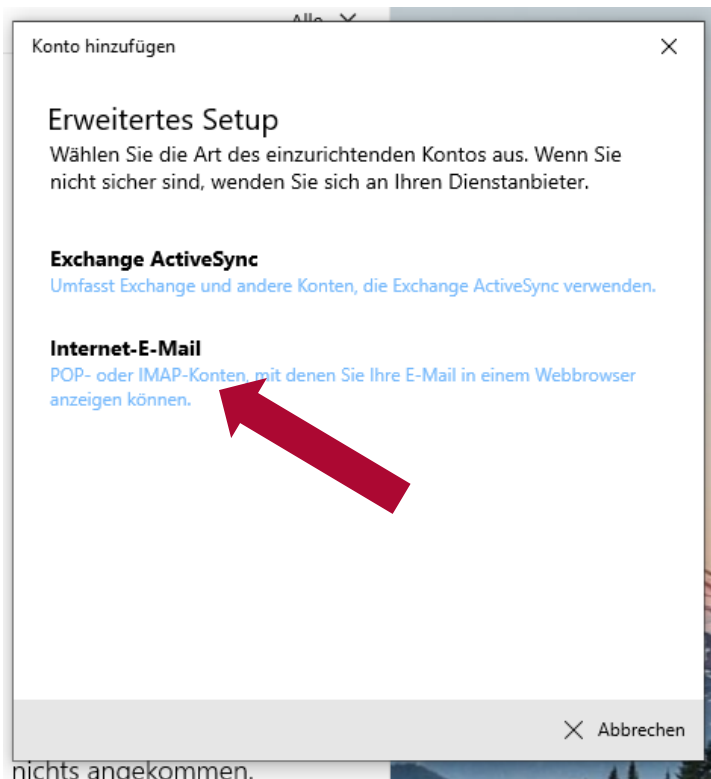 Alle
Konto hinzufügen
Erweitertes Setup
Wählen Sie die Art des einzurichtenden Kontos aus. Wenn Sie
nicht sicher sind, wenden Sie sich an Ihren Dienstanbieter.
Exchange ActiveSync
Umfasst Exchange und andere Konten, die Exchange ActiveSync verwenden.
Internet-E-Mail
POP- oder IMAP-Konten, mit denen Sie Ihre E-Mail in einem Webbrowser
anzeigen können.
Abbrechen
nichts angekommen.